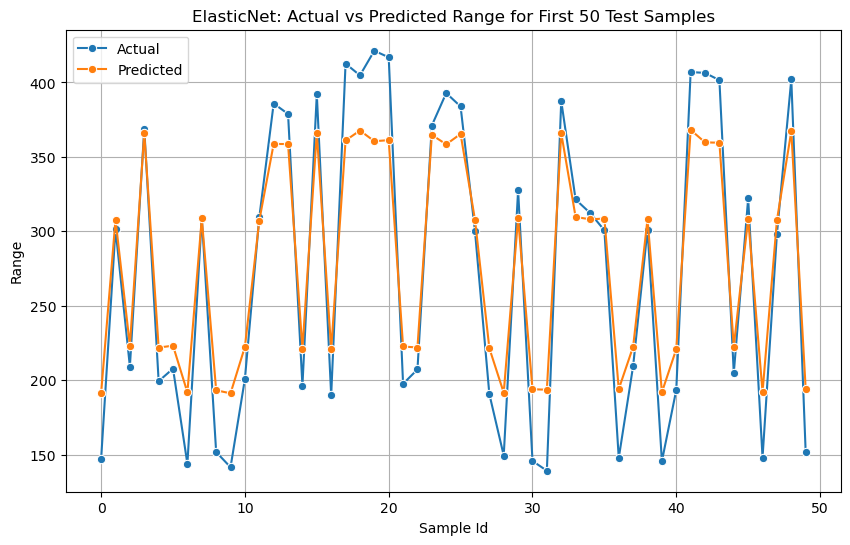 ElasticNet: Actual vs Predicted Range for First 50 Test Samples
Actual
Predicted
400
350
300
250
200
150
Range
0 10 20 30 40 50
Sample Id